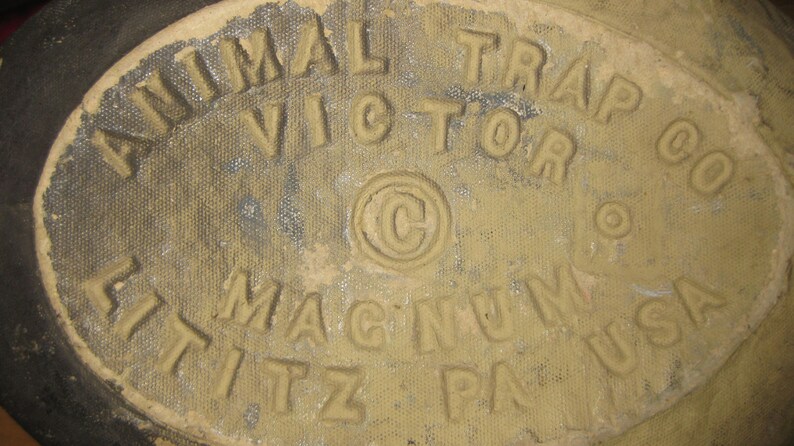 ANIMAL TRAP CO
VICTOR
©
MAGNUM
LITITZ PA USA